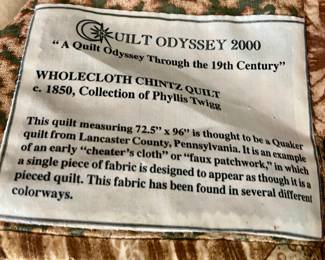 QUILT ODYSSEY 2000
"A Quilt Odyssey Through the 19th Century"
WHOLECLOTH CHINTZ QUILT
c. 1850, Collection of Phyllis Twigg
This quilt measuring 72.5" x 96" is thought to be a Quaker
quilt from Lancaster County, Pennsylvania. It is an example
of an early "cheater's cloth" or "faux patchwork," in which
a single piece of fabric is designed to appear as though it is a
pieced quilt. This fabric has been found in several different
colorways.